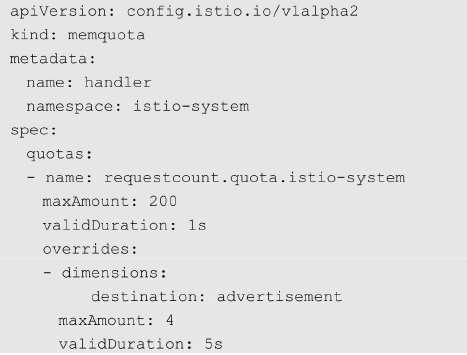 apiVersion: config.istio.io/v1alpha2
kind: memquota
metadata:
  name: handler
  namespace: istio-system
spec:
  quotas:
  - name: requestcount.quota.istio-system
    maxAmount: 200
    validDuration: 1s
    overrides:
    - dimensions:
        destination: advertisement
      maxAmount: 4
      validDuration: 5s